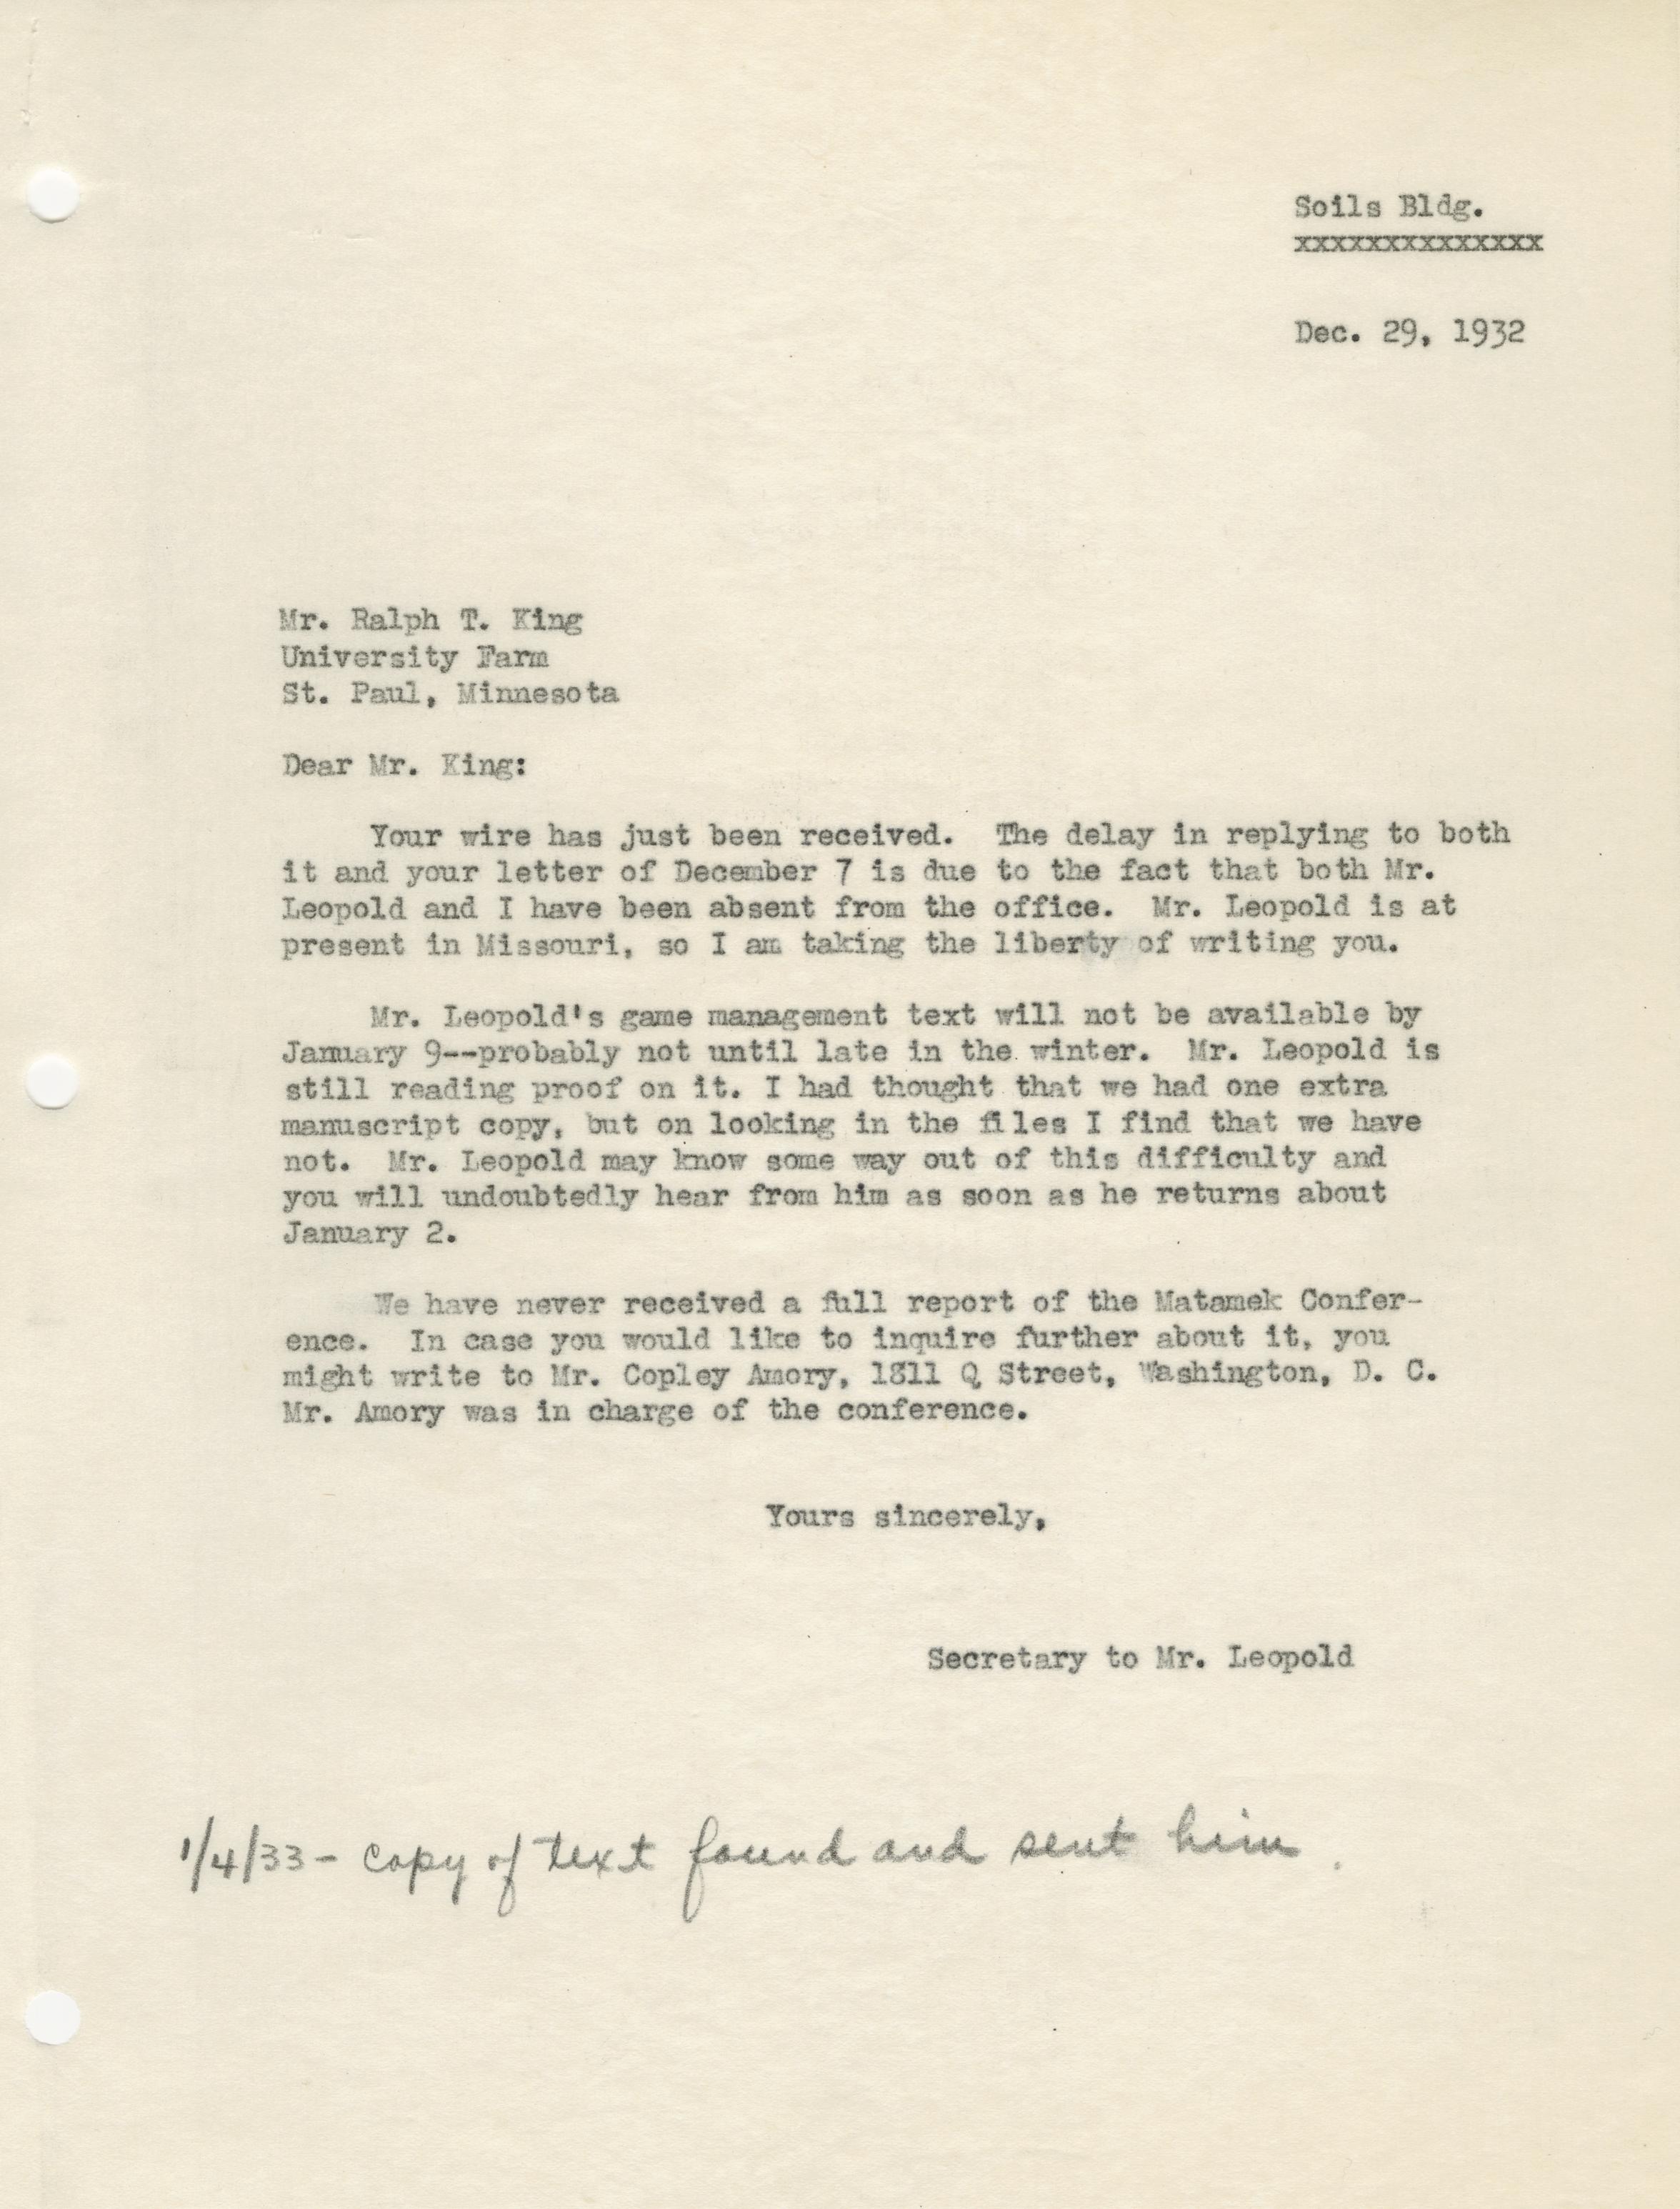 Soils Bldg.
xxxxxxxxxxxxxx
Dec. 29, 1932
Mr. Ralph T. King
University Farm
St. Paul, Minnesota
Dear Mr. King:
Your wire has just been received. The delay in replying to both
it and your letter of December 7 is due to the fact that both Mr.
Leopold and I have been absent from the office. Mr. Leopold is at
present in Missouri, so I am taking the liberty of writing you.
Mr. Leopold's game management text will not be available by
January 9--probably not until late in the winter. Mr. Leopold is
still reading proof on it. I had thought that we had one extra
manuscript copy, but on looking in the files I find that we have
not. Mr. Leopold may know some way out of this difficulty and
you will undoubtedly hear from him as soon as he returns about
January 2.
We have never received a full report of the Matamek Confer-
ence. In case you would like to inquire further about it, you
might write to Mr. Copley Amory, 1811 Q Street, Washington, D. C.
Mr. Amory was in charge of the conference.
Yours sincerely,
Secretary to Mr. Leopold
1/4/33 - copy of text found and sent him.